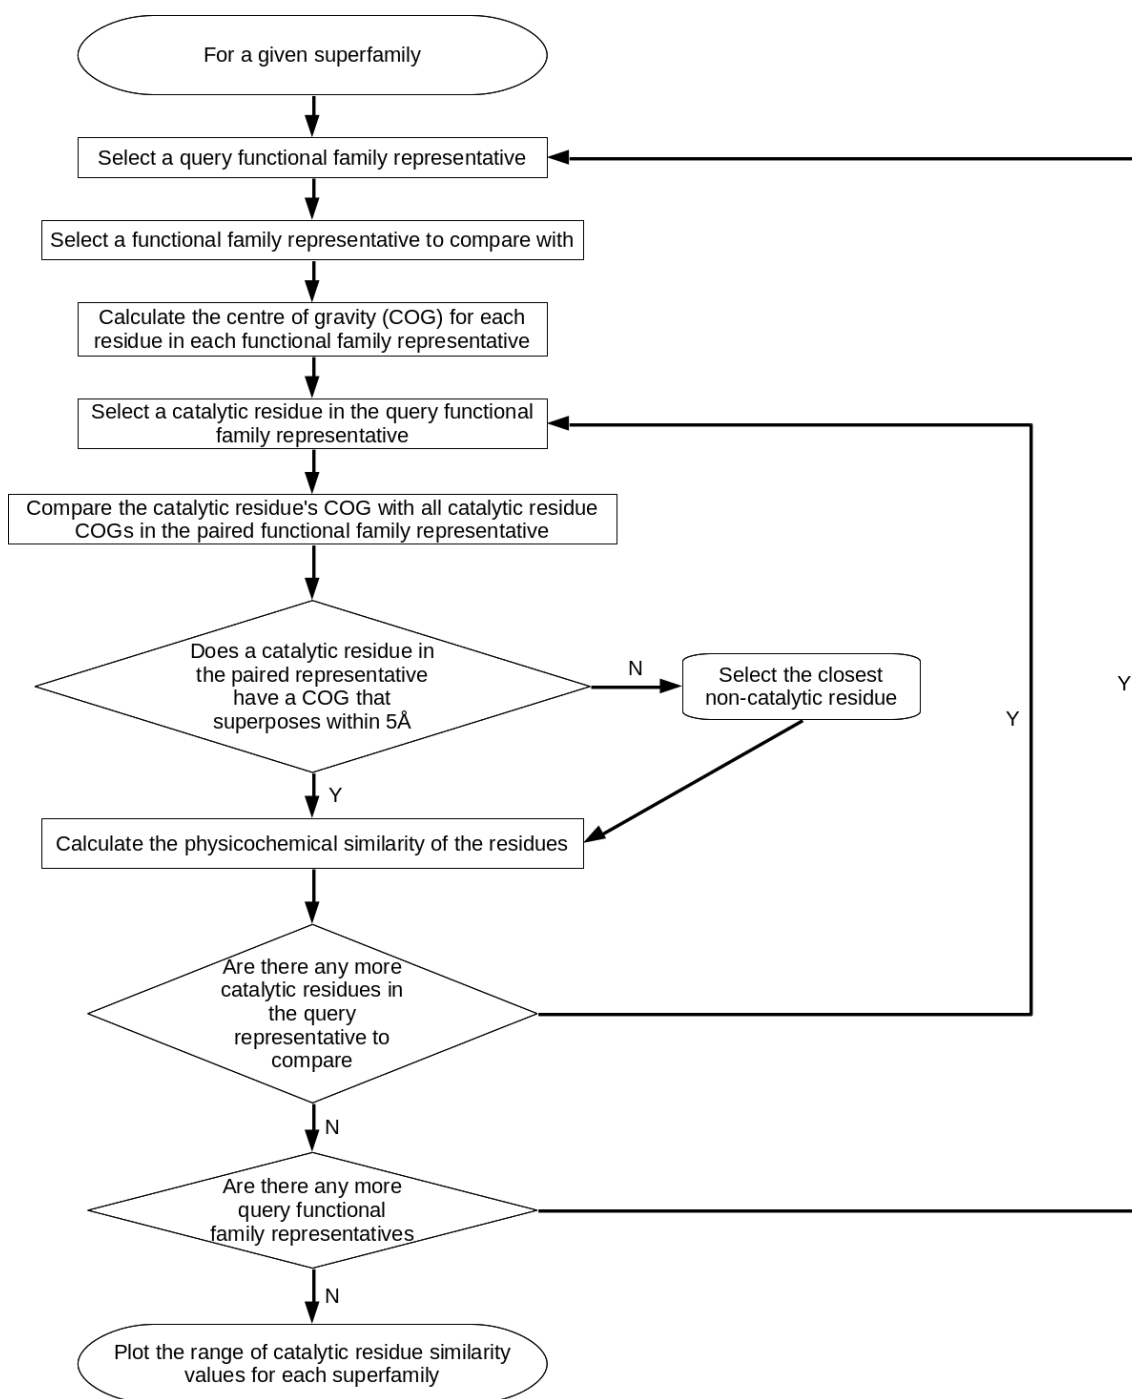 For a given superfamily
Select a query functional family representative
Select a functional family representative to compare with
Calculate the centre of gravity (COG) for each
residue in each functional family representative
Select a catalytic residue in the query functional
family representative
Compare the catalytic residue's COG with all catalytic residue
COGs in the paired functional family representative
Does a catalytic residue in
the paired representative
have a COG that
superposes within 5Å
N
Select the closest
non-catalytic residue
Y
Y
Y
Calculate the physicochemical similarity of the residues
Are there any more
catalytic residues in
the query
representative to
compare
N
Are there any more
query functional
family representatives
N
Plot the range of catalytic residue similarity
values for each superfamily